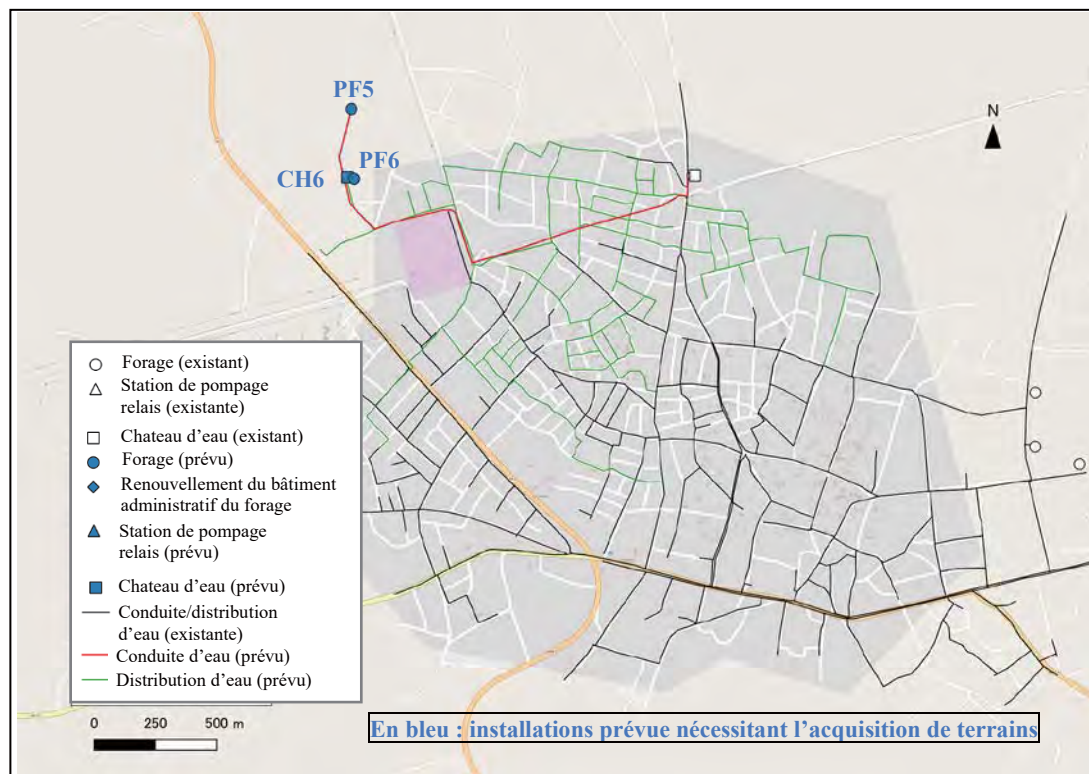 PF5
N
PF6
CH6
Forage (existant)
Station de pompage
relais (existante)
Chateau d'eau (existant)
Forage (prévu)
Renouvellement du bâtiment
administratif du forage
Station de pompage
relais (prévu)
Chateau d'eau (prévu)
Conduite/distribution
d'eau (existante)
Conduite d'eau (prévu)
Distribution d'eau (prévu)
0 250 500 m
En bleu : installations prévue nécessitant l'acquisition de terrains